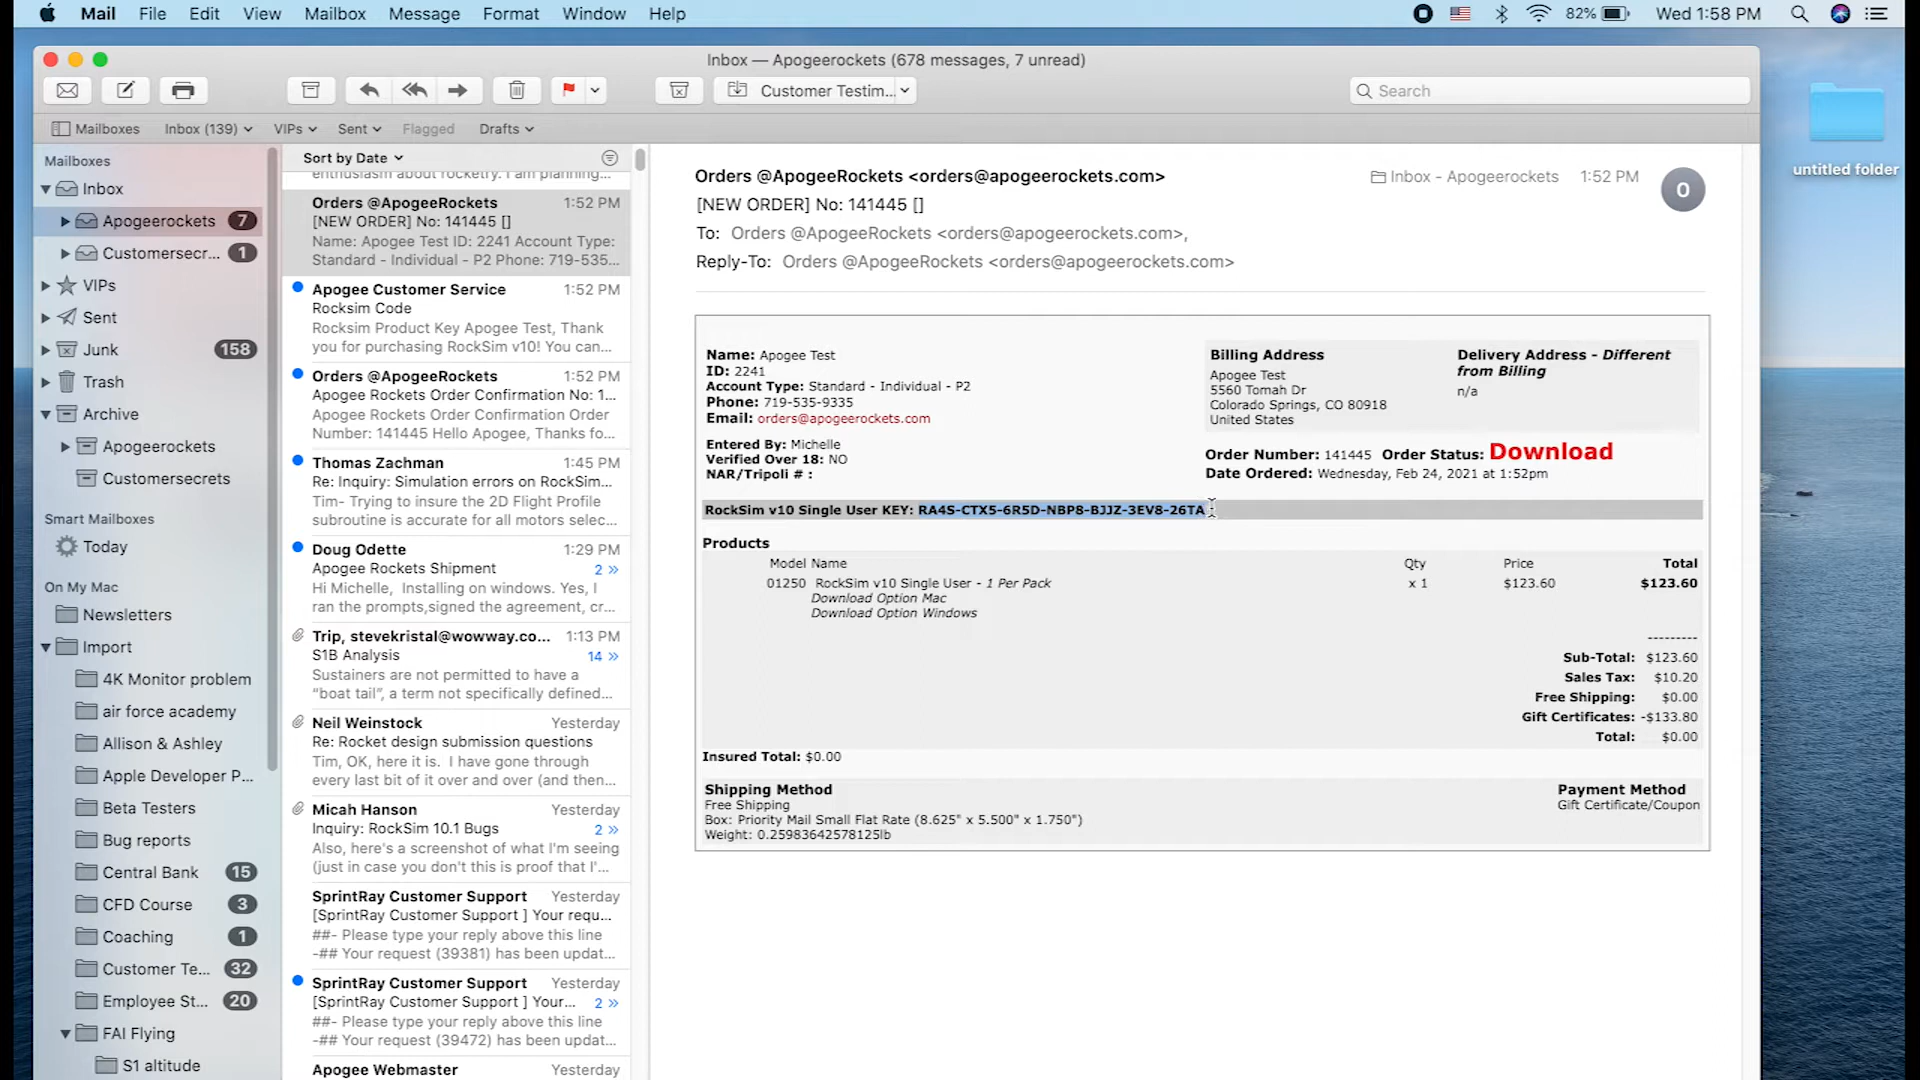 Mail File Edit View Mailbox Message Format Window Help 82% Wed 1:58 PM
Inbox — Apogeerockets (678 messages, 7 unread)
Customer Testim...
Search
Mailboxes Inbox (139) VIPs Sent Flagged Drafts
untitled folder
Mailboxes
Inbox
Apogeerockets 7
Customersecr... 1
VIPs
Sent
Junk 158
Trash
Archive
Apogeerockets
Customersecrets
Smart Mailboxes
Today
On My Mac
Newsletters
Import
4K Monitor problem
air force academy
Allison & Ashley
Apple Developer P...
Beta Testers
Bug reports
Central Bank 15
CFD Course 3
Coaching 1
Customer Te... 32
Employee St... 20
FAI Flying
S1 altitude
Sort by Date
enthusiasm about rocketry. I am planning...
Orders @ApogeeRockets 1:52 PM
[NEW ORDER] No: 141445 []
Name: Apogee Test ID: 2241 Account Type:
Standard - Individual - P2 Phone: 719-535...
Apogee Customer Service 1:52 PM
Rocksim Code
Rocksim Product Key Apogee Test, Thank
you for purchasing RockSim v10! You can...
Orders @ApogeeRockets 1:52 PM
Apogee Rockets Order Confirmation No: 1...
Apogee Rockets Order Confirmation Order
Number: 141445 Hello Apogee, Thanks fo...
Thomas Zachman 1:45 PM
Re: Inquiry: Simulation errors on RockSim...
Tim- Trying to insure the 2D Flight Profile
subroutine is accurate for all motors selec...
Doug Odette 1:29 PM
Apogee Rockets Shipment 2 »
Hi Michelle, Installing on windows. Yes, I
ran the prompts,signed the agreement, cr...
Trip, stevekristal@wowway.co... 1:13 PM
S1B Analysis 14 »
Sustainers are not permitted to have a
“boat tail”, a term not specifically defined...
Neil Weinstock Yesterday
Re: Rocket design submission questions
Tim, OK, here it is. I have gone through
every last bit of it over and over (and then...
Micah Hanson Yesterday
Inquiry: RockSim 10.1 Bugs 2 »
Also, here's a screenshot of what I'm seeing
(just in case you don't this is proof that I'...
SprintRay Customer Support Yesterday
[SprintRay Customer Support ] Your requ...
##- Please type your reply above this line
-## Your request (39381) has been updat...
SprintRay Customer Support Yesterday
[SprintRay Customer Support ] Your... 2 »
##- Please type your reply above this line
-## Your request (39472) has been updat...
Apogee Webmaster Yesterday
Orders @ApogeeRockets <orders@apogeerockets.com> Inbox - Apogeerockets 1:52 PM O
[NEW ORDER] No: 141445 []
To: Orders @ApogeeRockets <orders@apogeerockets.com>,
Reply-To: Orders @ApogeeRockets <orders@apogeerockets.com>
Name: Apogee Test
ID: 2241
Account Type: Standard - Individual - P2
Phone: 719-535-9335
Email: orders@apogeerockets.com
Entered By: Michelle
Verified Over 18: NO
NAR/Tripoli # :
Billing Address
Apogee Test
5560 Tomah Dr
Colorado Springs, CO 80918
United States
Delivery Address - Different
from Billing
n/a
Order Number: 141445 Order Status: Download
Date Ordered: Wednesday, Feb 24, 2021 at 1:52pm
RockSim v10 Single User KEY: RA4S-CTX5-6R5D-NBP8-BJJZ-3EV8-26TA
Products
Model Name Qty Price Total
01250 RockSim v10 Single User - 1 Per Pack x 1 $123.60 $123.60
Download Option Mac
Download Option Windows
---------
Sub-Total: $123.60
Sales Tax: $10.20
Free Shipping: $0.00
Gift Certificates: -$133.80
Total: $0.00
Insured Total: $0.00
Shipping Method Payment Method
Free Shipping Gift Certificate/Coupon
Box: Priority Mail Small Flat Rate (8.625" x 5.500" x 1.750")
Weight: 0.25983642578125lb